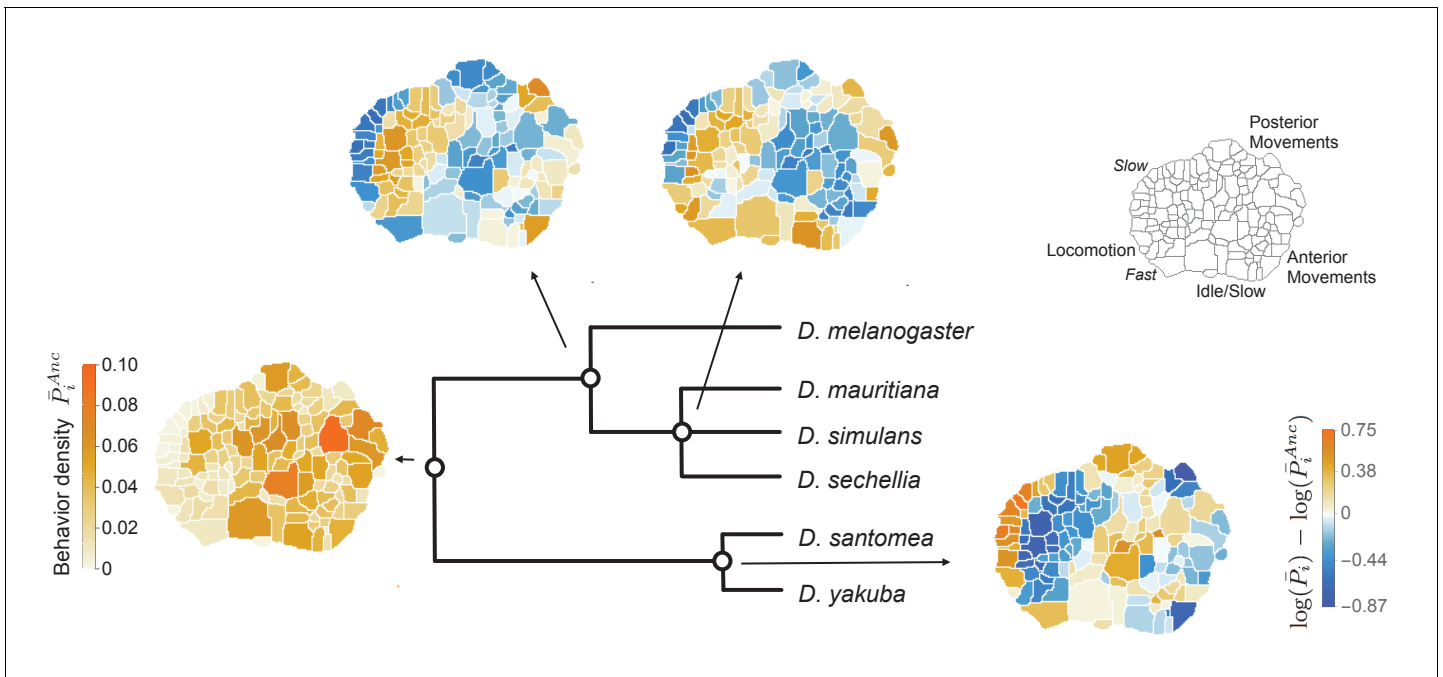 Posterior
Movements
Slow
Locomotion
Fast
Anterior
Movements
Idle/Slow
D. melanogaster
D. mauritiana
D. simulans
D. sechellia
D. santomea
D. yakuba
Behavior density P̄ᵢᴬⁿᶜ
0.10
0.08
0.06
0.04
0.02
0
log(P̄ᵢ) − log(P̄ᵢᴬⁿᶜ)
0.75
0.38
0
−0.44
−0.87